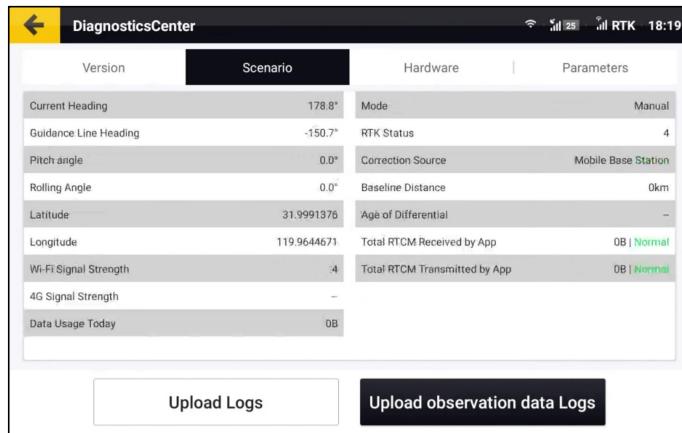 DiagnosticsCenter 25 RTK 18:19
Version Scenario Hardware Parameters
Current Heading 178.8° Mode Manual
Guidance Line Heading -150.7° RTK Status 4
Pitch angle 0.0° Correction Source Mobile Base Station
Rolling Angle 0.0° Baseline Distance 0km
Latitude 31.9991376 Age of Differential --
Longitude 119.9644671 Total RTCM Received by App 0B | Normal
Wi-Fi Signal Strength 4 Total RTCM Transmitted by App 0B | Normal
4G Signal Strength --
Data Usage Today 0B
Upload Logs Upload observation data Logs